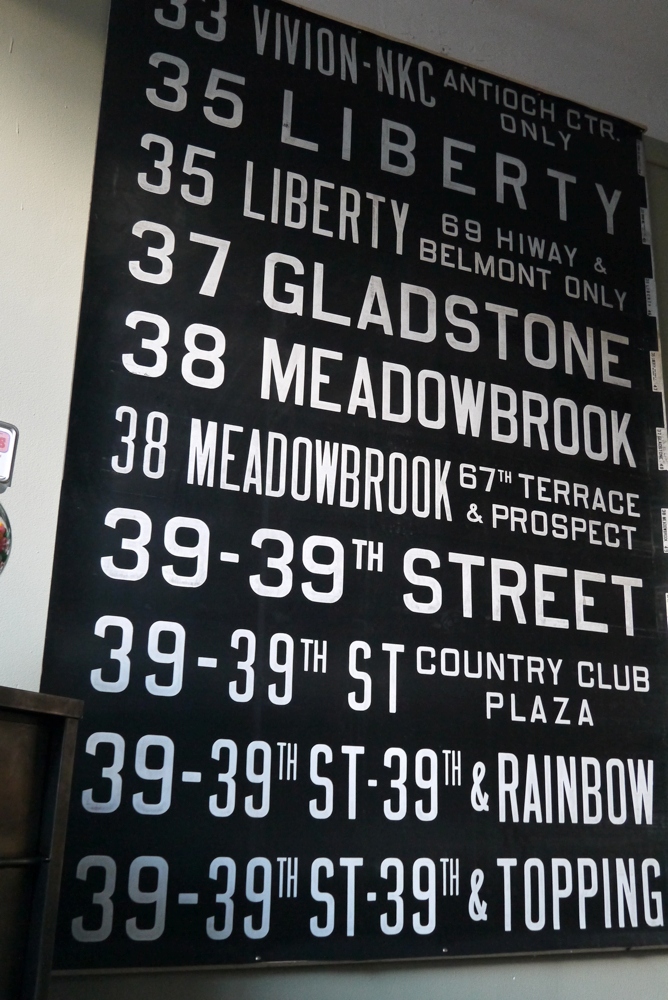 33 VIVION-NKC ANTIOCH CTR. ONLY
35 LIBERTY
35 LIBERTY 69 HIWAY & BELMONT ONLY
37 GLADSTONE
38 MEADOWBROOK
38 MEADOWBROOK 67TH TERRACE & PROSPECT
39-39TH STREET
39-39TH ST COUNTRY CLUB PLAZA
39-39TH ST-39TH & RAINBOW
39-39TH ST-39TH & TOPPING